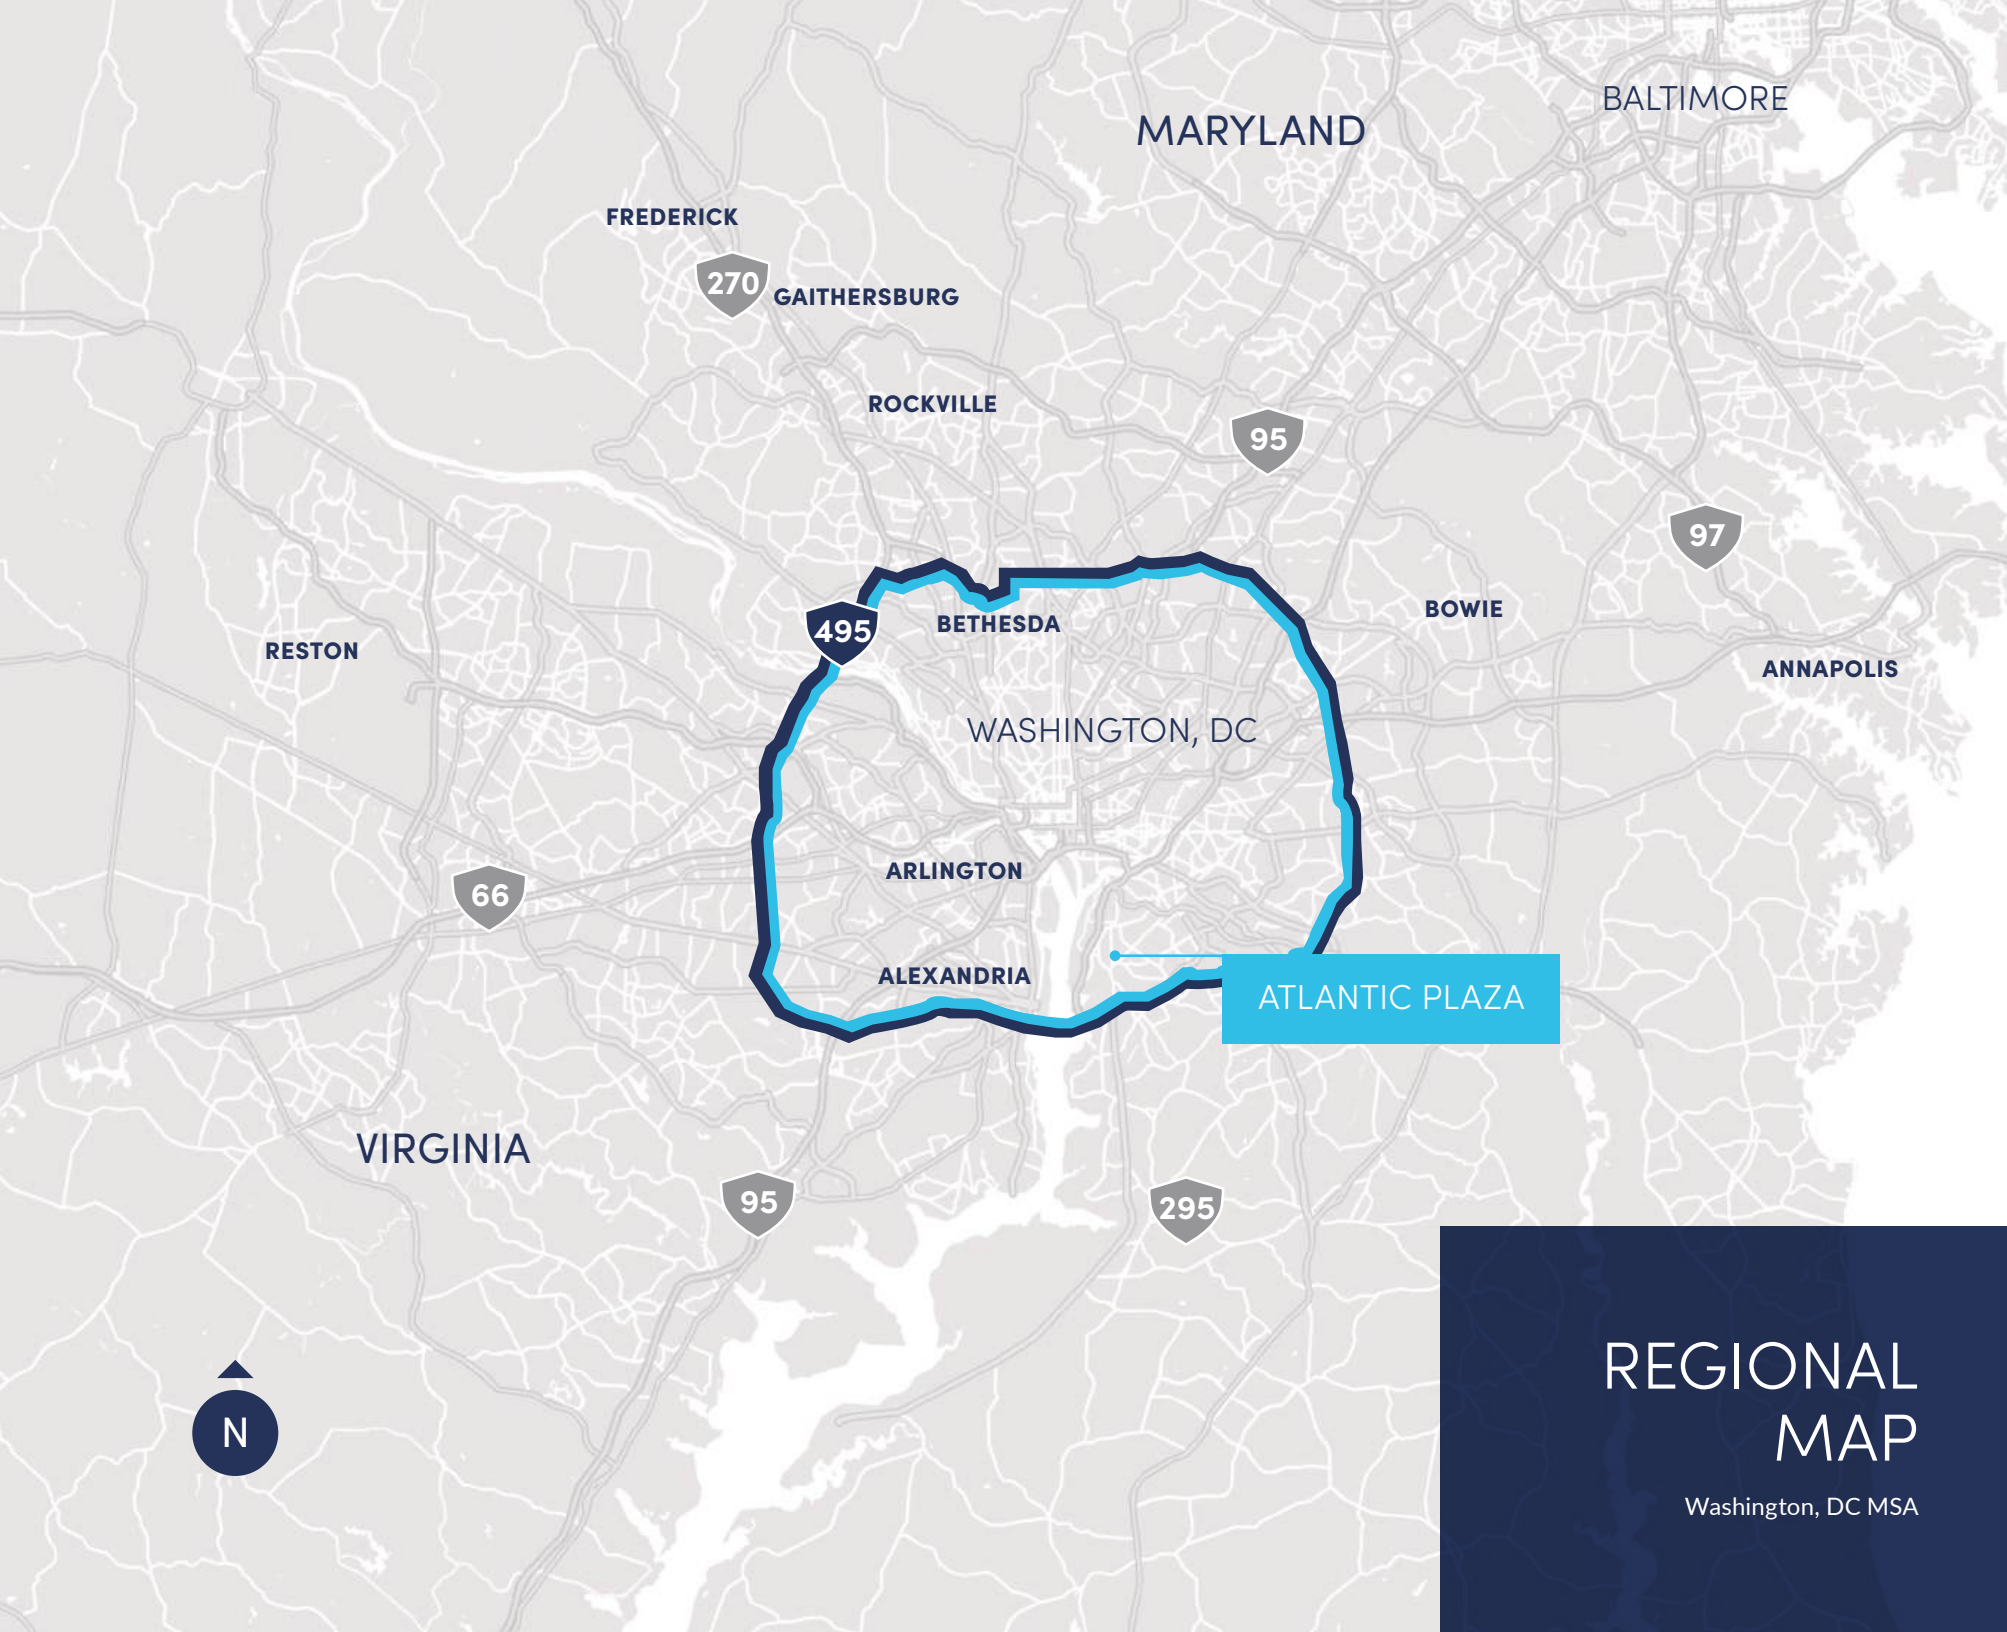 BALTIMORE
MARYLAND
FREDERICK
270
GAITHERSBURG
ROCKVILLE
95
97
495
BETHESDA
BOWIE
RESTON
ANNAPOLIS
WASHINGTON, DC
ARLINGTON
66
ALEXANDRIA
ATLANTIC PLAZA
VIRGINIA
95
295
N
REGIONAL
MAP
Washington, DC MSA